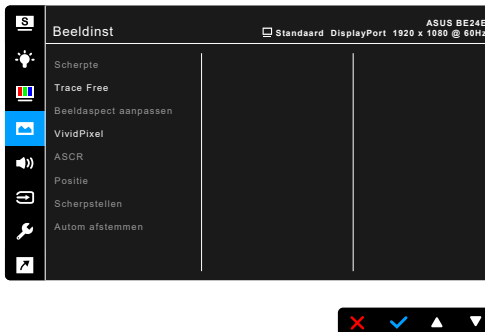 S
Beeldinst
ASUS BE24E
Standaard DisplayPort 1920 x 1080 @ 60Hz
Scherpte
Trace Free
Beeldaspect aanpassen
VividPixel
ASCR
Positie
Scherpstellen
Autom afstemmen